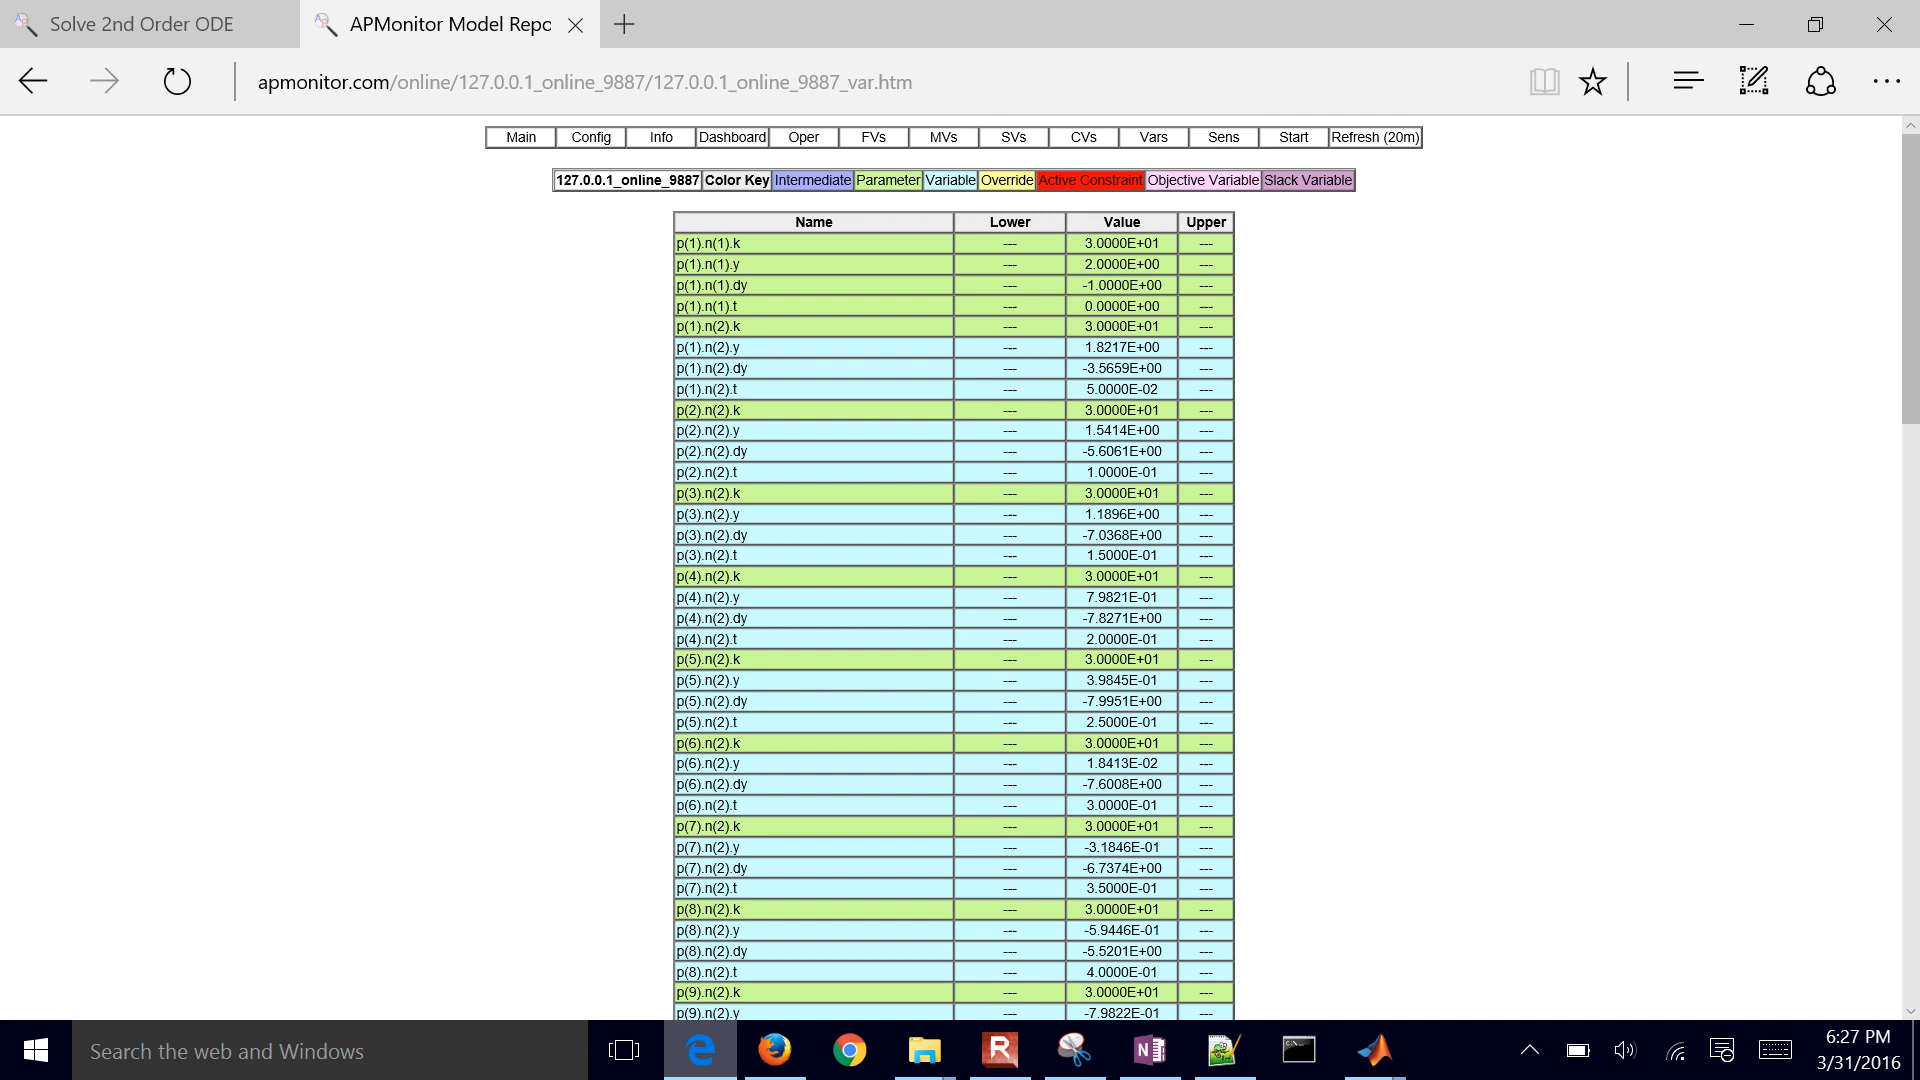 Solve 2nd Order ODE
APMonitor Model Repo
apmonitor.com/online/127.0.0.1_online_9887/127.0.0.1_online_9887_var.htm
Main Config Info Dashboard Oper FVs MVs SVs CVs Vars Sens Start Refresh (20m)
127.0.0.1_online_9887 Color Key Intermediate Parameter Variable Override Active Constraint Objective Variable Slack Variable
Name Lower Value Upper
p(1).n(1).k --- 3.0000E+01 ---
p(1).n(1).y --- 2.0000E+00 ---
p(1).n(1).dy --- -1.0000E+00 ---
p(1).n(1).t --- 0.0000E+00 ---
p(1).n(2).k --- 3.0000E+01 ---
p(1).n(2).y --- 1.8217E+00 ---
p(1).n(2).dy --- -3.5659E+00 ---
p(1).n(2).t --- 5.0000E-02 ---
p(2).n(2).k --- 3.0000E+01 ---
p(2).n(2).y --- 1.5414E+00 ---
p(2).n(2).dy --- -5.6061E+00 ---
p(2).n(2).t --- 1.0000E-01 ---
p(3).n(2).k --- 3.0000E+01 ---
p(3).n(2).y --- 1.1896E+00 ---
p(3).n(2).dy --- -7.0368E+00 ---
p(3).n(2).t --- 1.5000E-01 ---
p(4).n(2).k --- 3.0000E+01 ---
p(4).n(2).y --- 7.9821E-01 ---
p(4).n(2).dy --- -7.8271E+00 ---
p(4).n(2).t --- 2.0000E-01 ---
p(5).n(2).k --- 3.0000E+01 ---
p(5).n(2).y --- 3.9845E-01 ---
p(5).n(2).dy --- -7.9951E+00 ---
p(5).n(2).t --- 2.5000E-01 ---
p(6).n(2).k --- 3.0000E+01 ---
p(6).n(2).y --- 1.8413E-02 ---
p(6).n(2).dy --- -7.6008E+00 ---
p(6).n(2).t --- 3.0000E-01 ---
p(7).n(2).k --- 3.0000E+01 ---
p(7).n(2).y --- -3.1846E-01 ---
p(7).n(2).dy --- -6.7374E+00 ---
p(7).n(2).t --- 3.5000E-01 ---
p(8).n(2).k --- 3.0000E+01 ---
p(8).n(2).y --- -5.9446E-01 ---
p(8).n(2).dy --- -5.5201E+00 ---
p(8).n(2).t --- 4.0000E-01 ---
p(9).n(2).k --- 3.0000E+01 ---
p(9).n(2).y --- -7.9822E-01 ---
Search the web and Windows
6:27 PM
3/31/2016